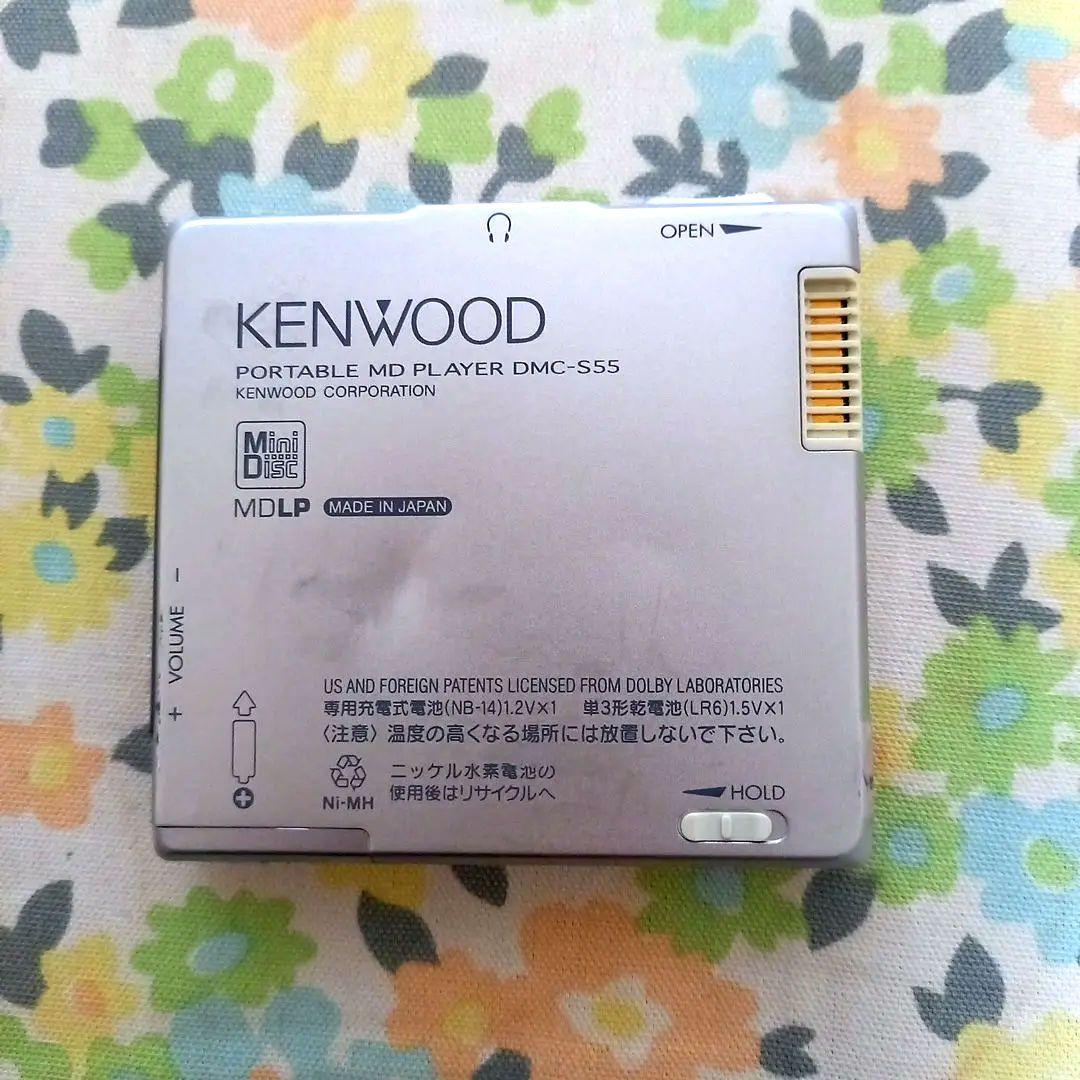 OPEN
KENWOOD
PORTABLE MD PLAYER DMC-S55
KENWOOD CORPORATION
Mini
Disc
MDLP MADE IN JAPAN
+ VOLUME −
US AND FOREIGN PATENTS LICENSED FROM DOLBY LABORATORIES
専用充電式電池(NB-14)1.2V×1 単3形乾電池(LR6)1.5V×1
〈注意〉温度の高くなる場所には放置しないで下さい。
Ni-MH
ニッケル水素電池の
使用後はリサイクルへ
HOLD